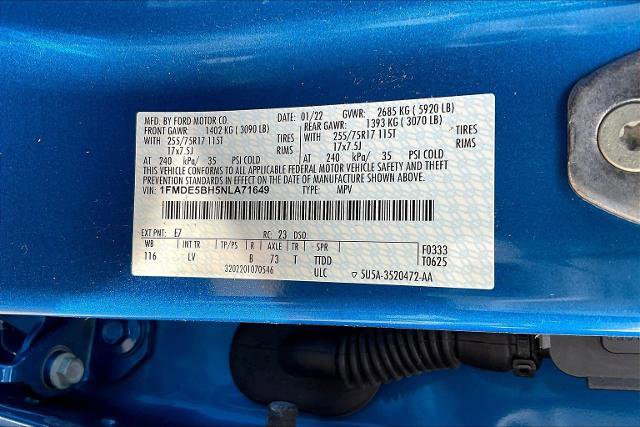 MFD. BY FORD MOTOR CO. DATE: 01/22 GVWR: 2685 KG ( 5920 LB)
FRONT GAWR: 1402 KG ( 3090 LB) REAR GAWR: 1393 KG ( 3070 LB)
WITH 255/75R17 115T TIRES WITH 255/75R17 115T TIRES
17x7.5J RIMS 17x7.5J RIMS
AT 240 kPa/ 35 PSI COLD AT 240 kPa/ 35 PSI COLD
THIS VEHICLE CONFORMS TO ALL APPLICABLE FEDERAL MOTOR VEHICLE SAFETY AND THEFT
PREVENTION STANDARDS IN EFFECT ON THE DATE OF MANUFACTURE SHOWN ABOVE.
VIN: 1FMDE5BH5NLA71649 TYPE: MPV
EXT PNT: E7 RC: 23 DSO:
WB INT TR TP/PS R AXLE TR SPR F0333
116 LV B 73 T TTDD T0625
3202201070546 ULC ▽ 5U5A-3520472-AA